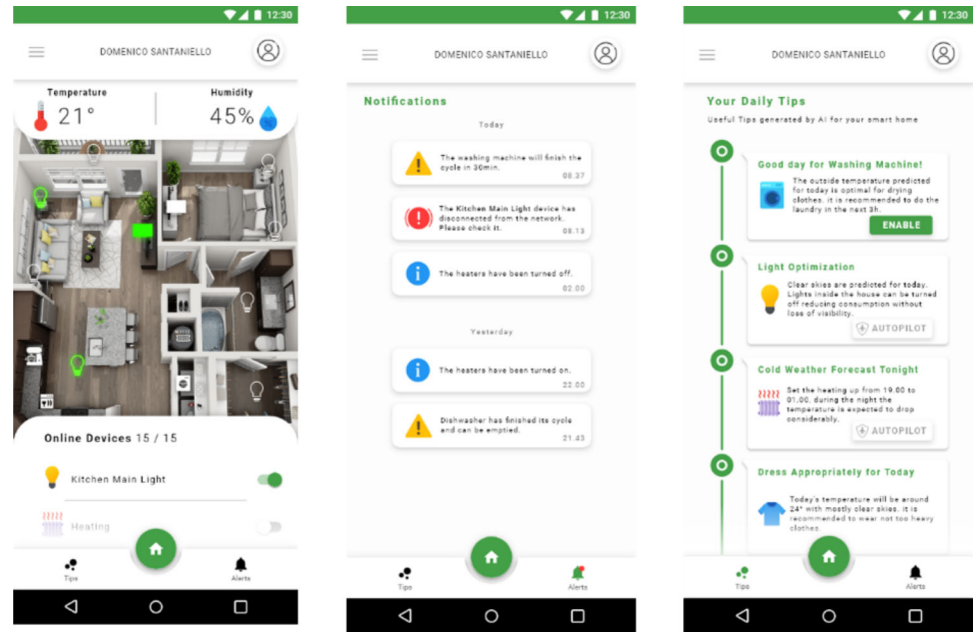 12:30
DOMENICO SANTANIELLO
Temperature
21°
Humidity
45%
Online Devices 15 / 15
Kitchen Main Light
Heating
Tips
Alerts
12:30
DOMENICO SANTANIELLO
Notifications
Today
The washing machine will finish the
cycle in 30min.
08.37
The Kitchen Main Light device has
disconnected from the network.
Please check it.
08.13
The heaters have been turned off.
02.00
Yesterday
The heaters have been turned on.
22.00
Dishwasher has finished its cycle
and can be emptied.
21.43
Tips
Alerts
12:30
DOMENICO SANTANIELLO
Your Daily Tips
Useful Tips generated by AI for your smart home
Good day for Washing Machine!
The outside temperature predicted
for today is optimal for drying
clothes. it is recommended to do the
laundry in the next 3h.
ENABLE
Light Optimization
Clear skies are predicted for today.
Lights inside the house can be turned
off reducing consumption without
loss of visibility.
AUTOPILOT
Cold Weather Forecast Tonight
Set the heating up from 19.00 to
01.00. during the night the
temperature is expected to drop
considerably.
AUTOPILOT
Dress Appropriately for Today
Today's temperature will be around
24° with mostly clear skies. it is
recommended to wear not too heavy
clothes.
Tips
Alerts